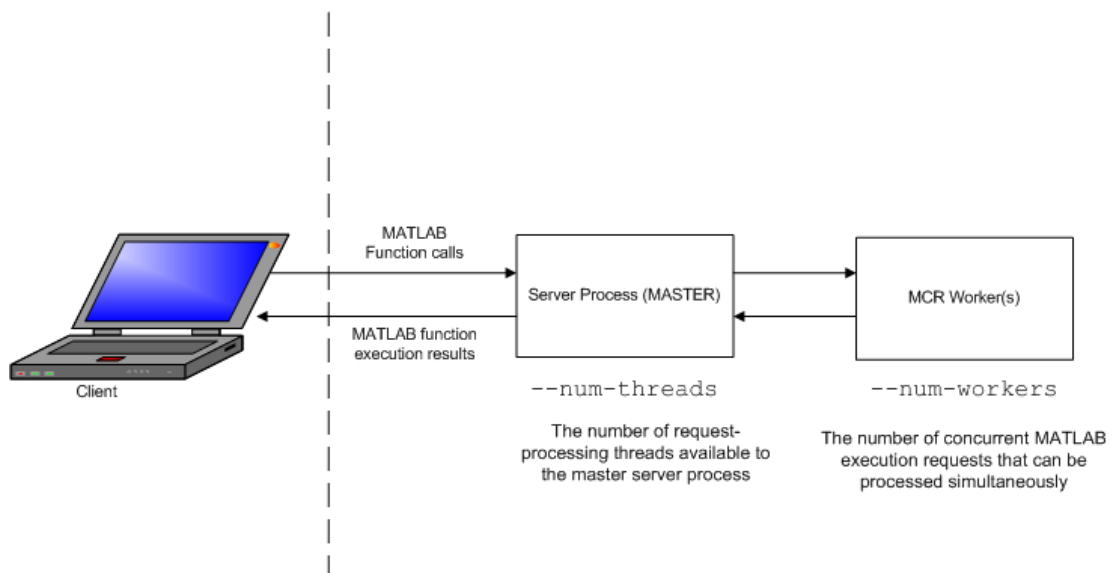 MATLAB
Function calls
MATLAB function
execution results
Client
Server Process (MASTER)
--num-threads
The number of request-
processing threads available to
the master server process
MCR Worker(s)
--num-workers
The number of concurrent MATLAB
execution requests that can be
processed simultaneously